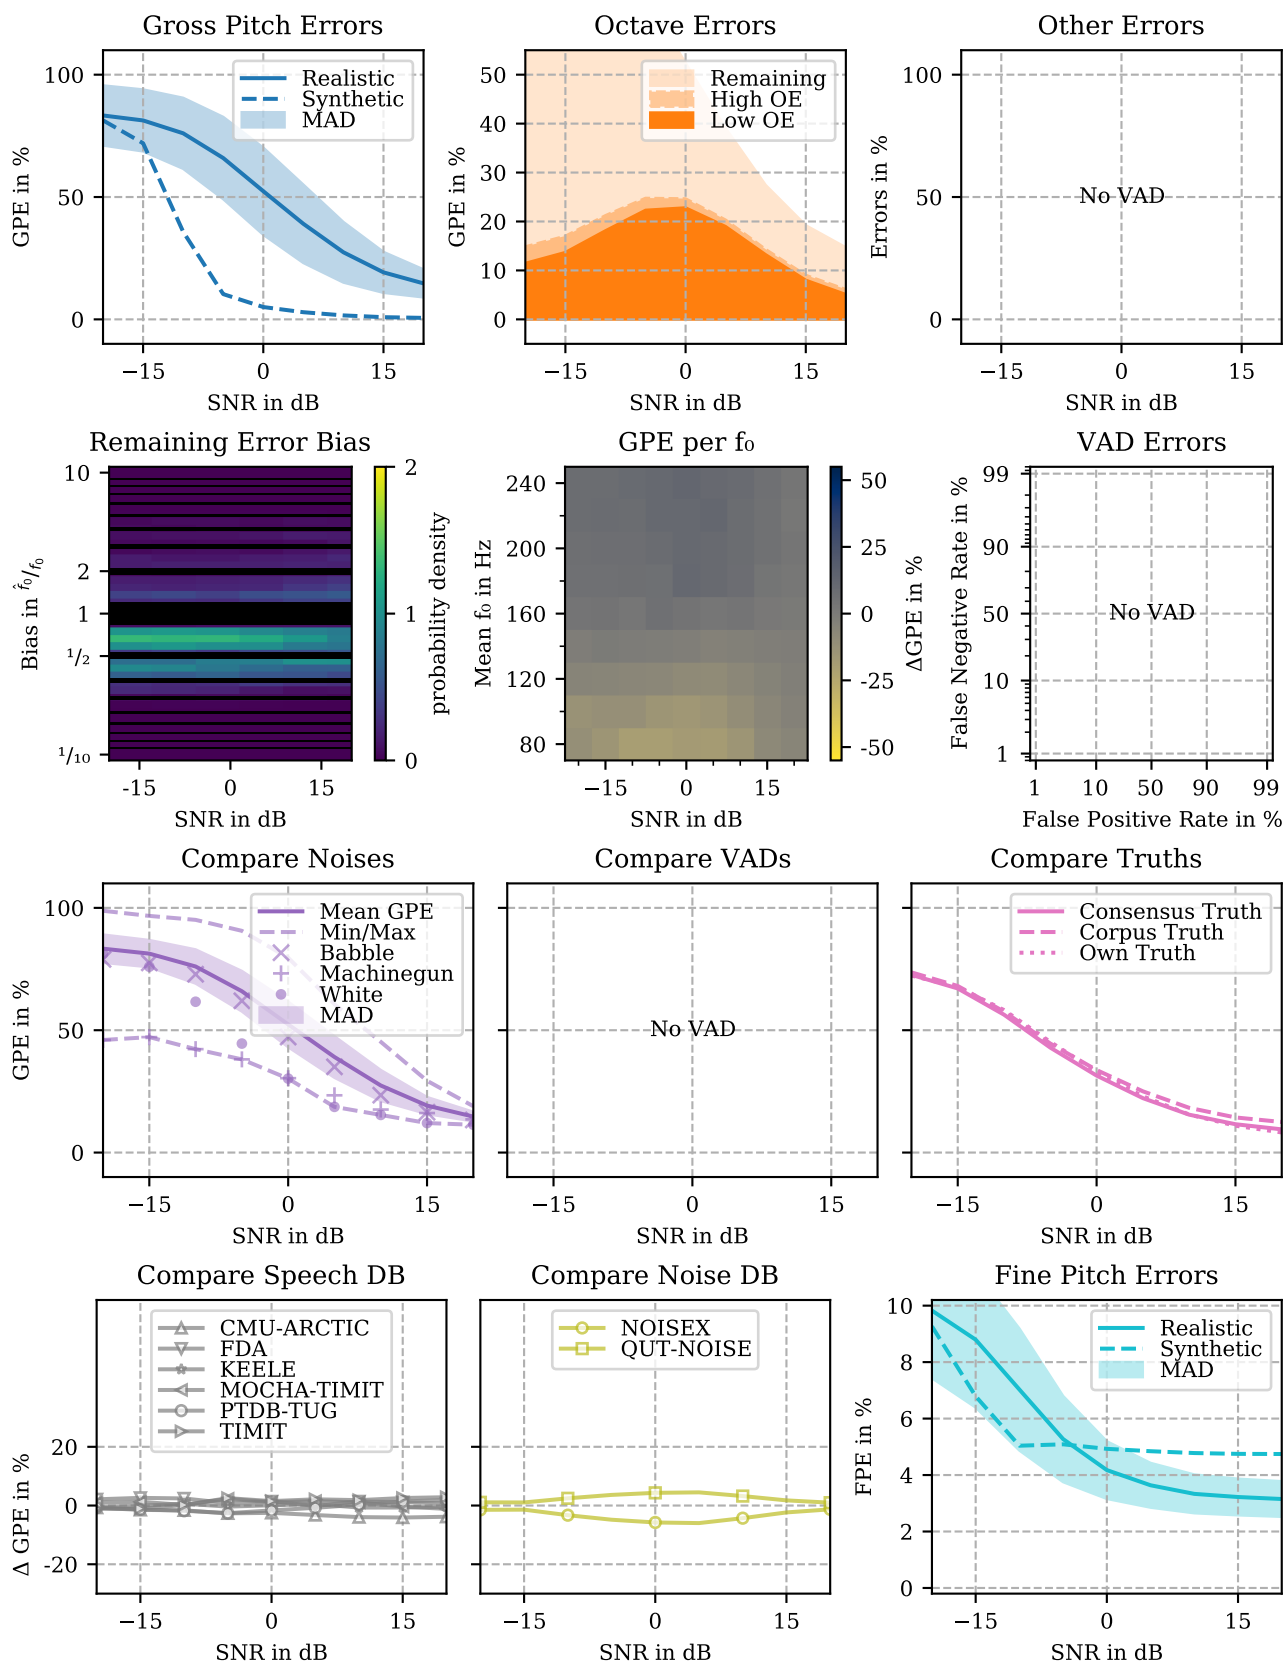 Gross Pitch Errors
Octave Errors
Other Errors
100
50
0
GPE in %
Realistic
Synthetic
MAD
−15
0
15
SNR in dB
50
40
30
20
10
0
GPE in %
Remaining
High OE
Low OE
−15
0
15
SNR in dB
100
50
0
Errors in %
No VAD
−15
0
15
SNR in dB
Remaining Error Bias
GPE per f₀
VAD Errors
10
2
1
¹/₂
¹/₁₀
Bias in f̂₀/f₀
-15
0
15
SNR in dB
2
1
0
probability density
240
200
160
120
80
Mean f₀ in Hz
−15
0
15
SNR in dB
50
25
0
-25
-50
ΔGPE in %
99
90
50
10
1
False Negative Rate in %
No VAD
1
10
50
90
99
False Positive Rate in %
Compare Noises
Compare VADs
Compare Truths
100
50
0
GPE in %
Mean GPE
Min/Max
Babble
Machinegun
White
MAD
−15
0
15
SNR in dB
No VAD
−15
0
15
SNR in dB
Consensus Truth
Corpus Truth
Own Truth
−15
0
15
SNR in dB
Compare Speech DB
Compare Noise DB
Fine Pitch Errors
20
0
-20
Δ GPE in %
CMU-ARCTIC
FDA
KEELE
MOCHA-TIMIT
PTDB-TUG
TIMIT
−15
0
15
SNR in dB
NOISEX
QUT-NOISE
−15
0
15
SNR in dB
10
8
6
4
2
0
FPE in %
Realistic
Synthetic
MAD
−15
0
15
SNR in dB